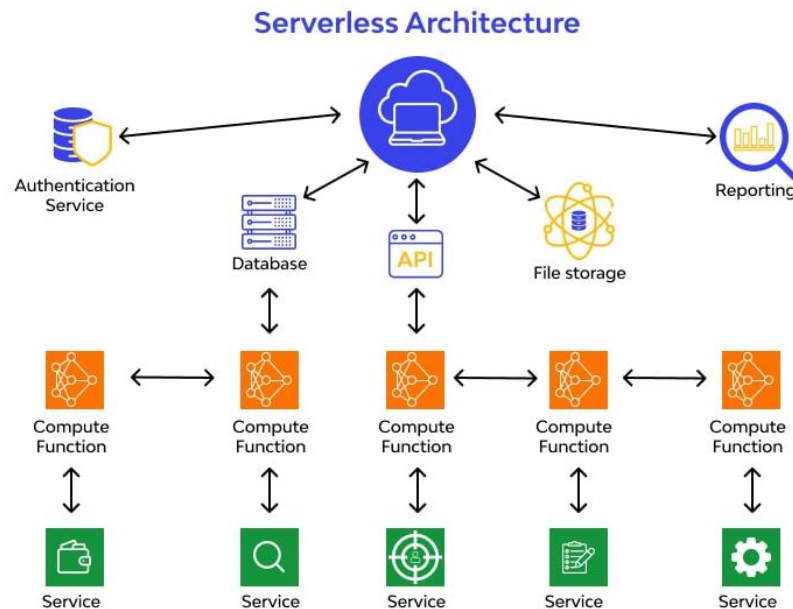 Serverless Architecture
Authentication
Service
Reporting
Database
API
File storage
Compute
Function
Compute
Function
Compute
Function
Compute
Function
Compute
Function
Service
Service
Service
Service
Service